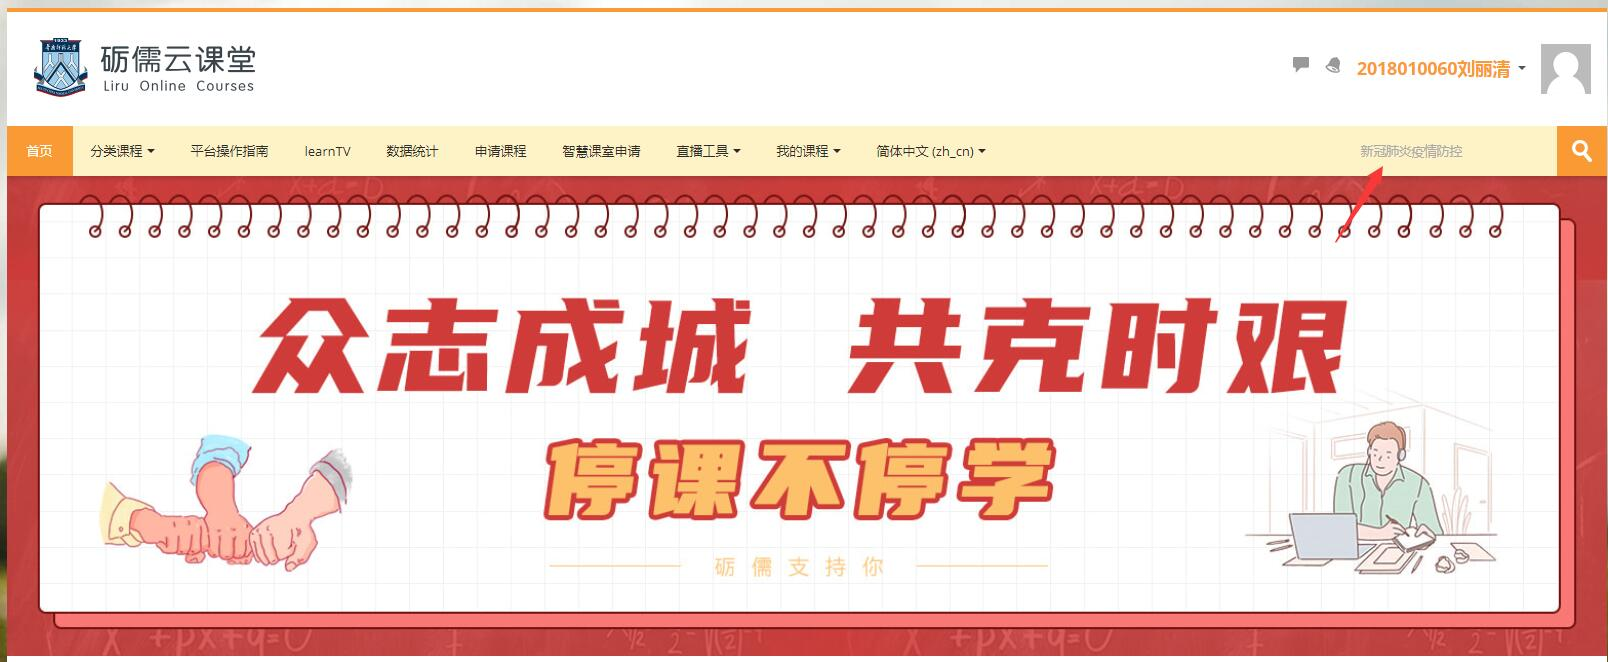 1933
砺儒云课堂
Liru Online Courses
2018010060刘丽清
首页 分类课程 平台操作指南 learnTV 数据统计 申请课程 智慧课室申请 直播工具 我的课程 简体中文 (zh_cn) 新冠肺炎疫情防控
众志成城 共克时艰
停课不停学
砺儒支持你